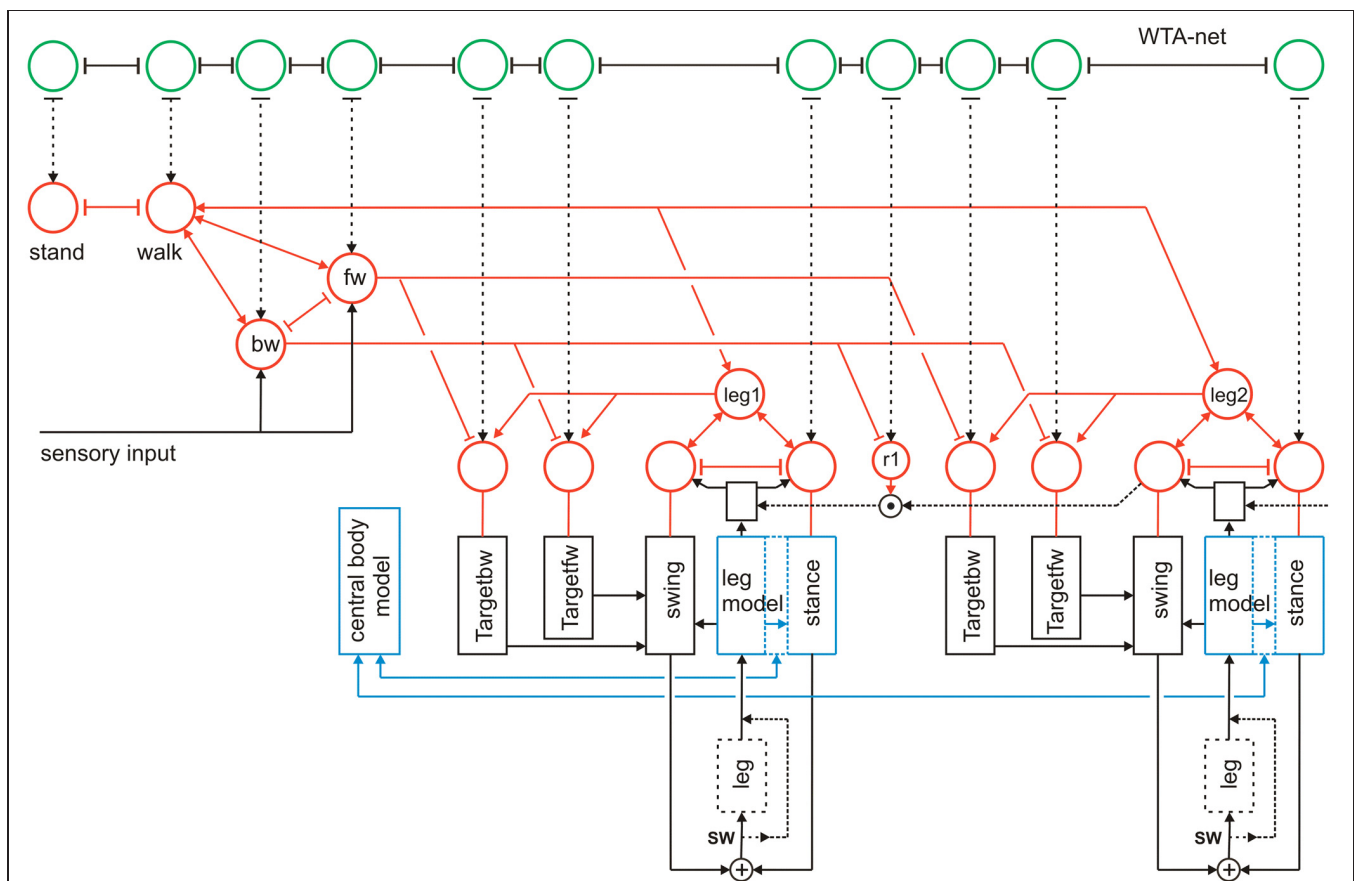 WTA-net
stand
walk
fw
bw
leg1
leg2
sensory input
r1
central body
model
Targetbw
Targetfw
swing
leg
model
stance
Targetbw
Targetfw
swing
leg
model
stance
leg
leg
sw
sw
+
+